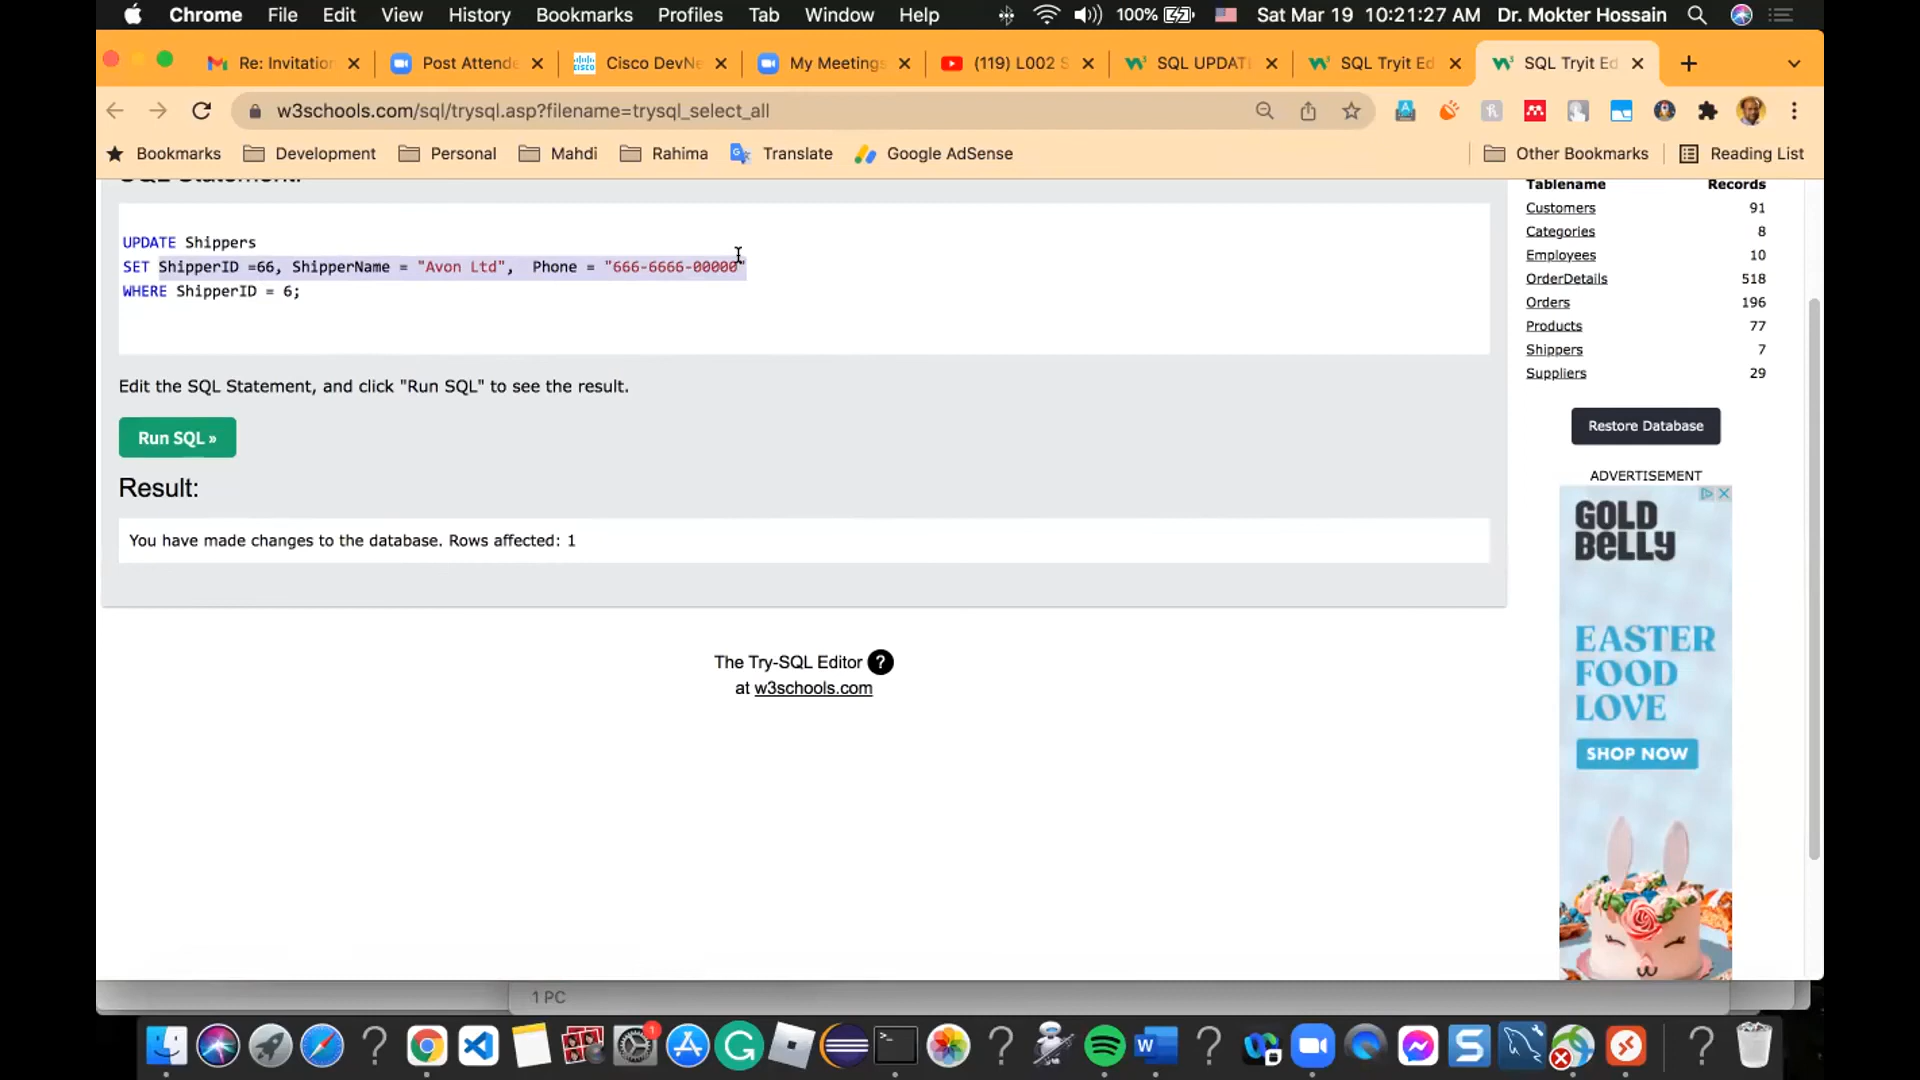 Chrome File Edit View History Bookmarks Profiles Tab Window Help 100% Sat Mar 19 10:21:27 AM Dr. Mokter Hossain
Re: Invitation Post Attende Cisco DevNe My Meetings (119) L002 S SQL UPDAT SQL Tryit Ed SQL Tryit Ed
w3schools.com/sql/trysql.asp?filename=trysql_select_all
Bookmarks Development Personal Mahdi Rahima Translate Google AdSense Other Bookmarks Reading List
SQL Statement:
UPDATE Shippers
SET ShipperID =66, ShipperName = "Avon Ltd", Phone = "666-6666-00000"
WHERE ShipperID = 6;
Edit the SQL Statement, and click "Run SQL" to see the result.
Run SQL »
Result:
You have made changes to the database. Rows affected: 1
The Try-SQL Editor ?
at w3schools.com
Tablename Records
Customers 91
Categories 8
Employees 10
OrderDetails 518
Orders 196
Products 77
Shippers 7
Suppliers 29
Restore Database
ADVERTISEMENT
GOLD
BELLY
EASTER
FOOD
LOVE
SHOP NOW
1 PC